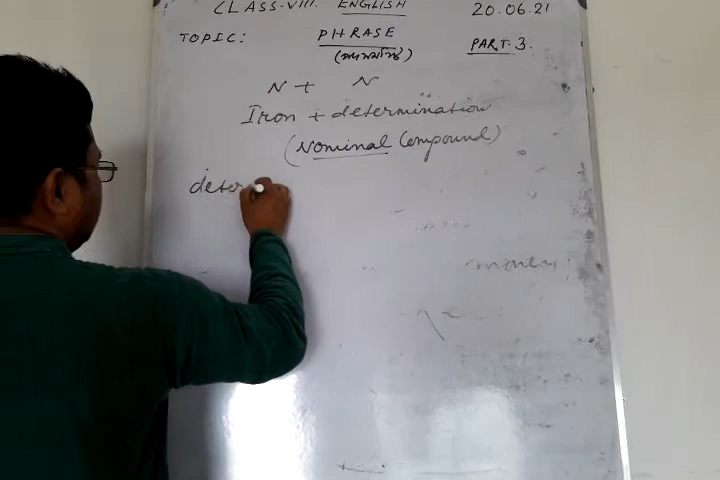 CLASS-VIII. ENGLISH 20.06.21
TOPIC: PHRASE PART 3.
N + N
Iron + determination
(Nominal Compound)
deter